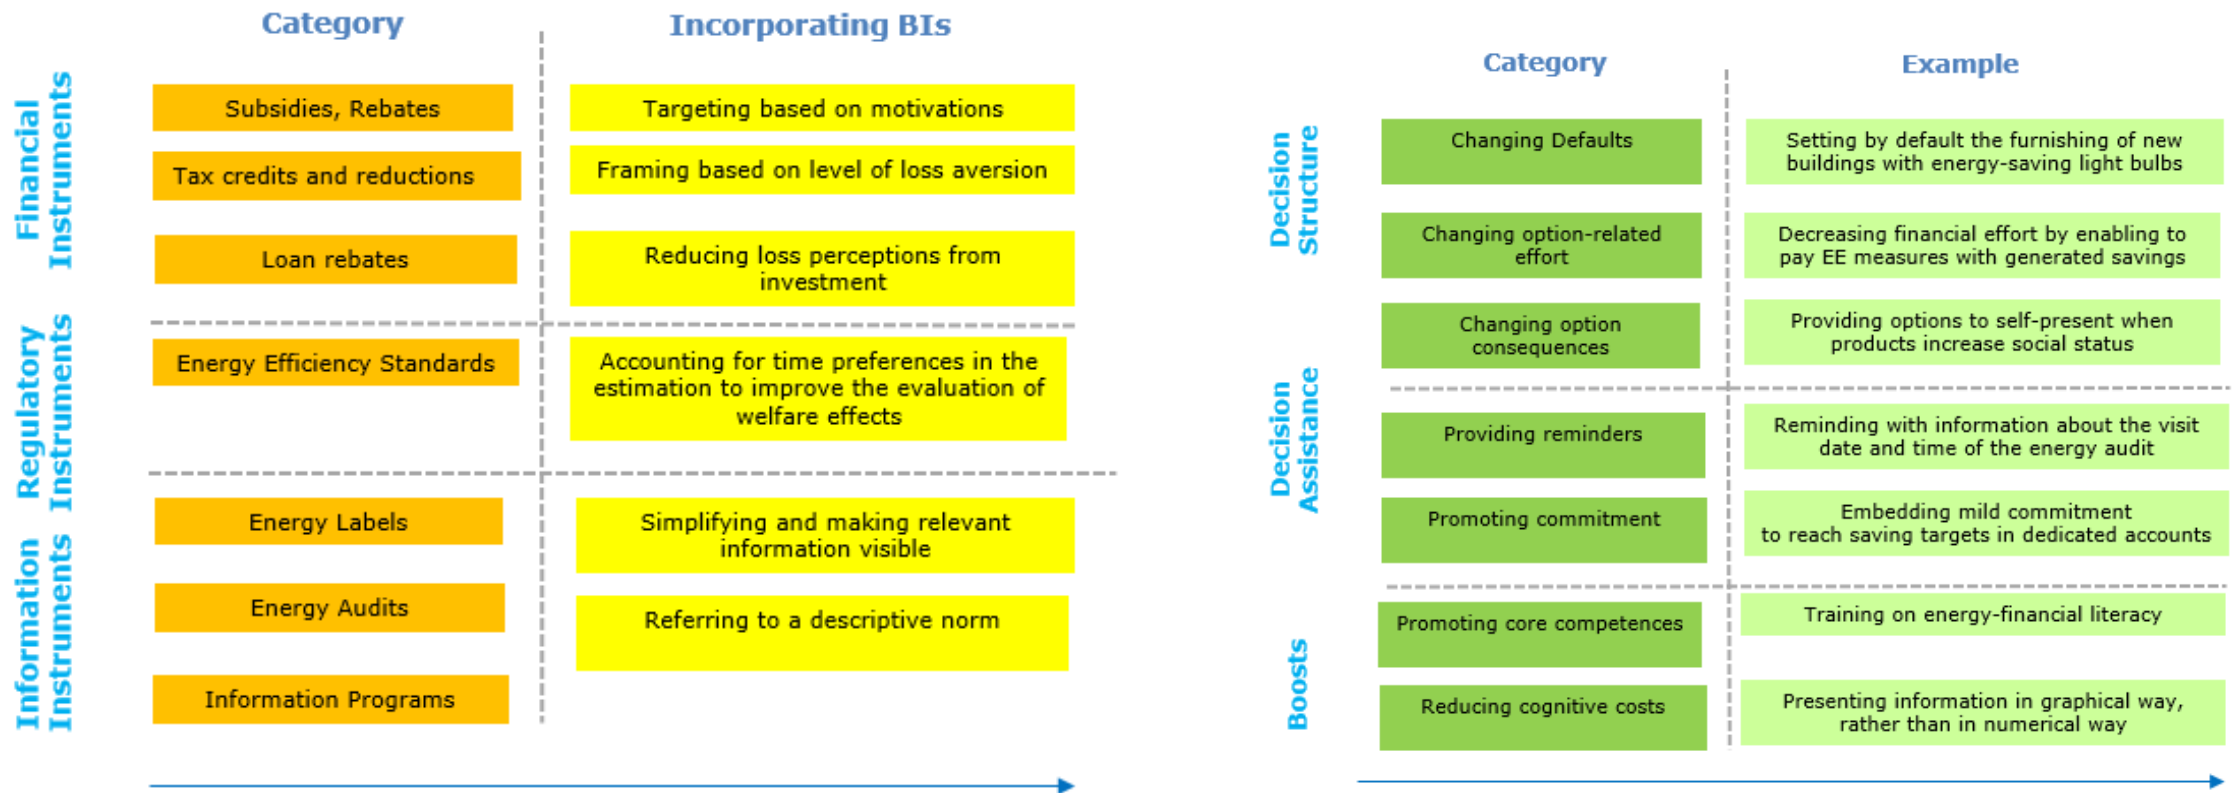 Category
Incorporating BIs
Financial
Instruments
Subsidies, Rebates
Targeting based on motivations
Tax credits and reductions
Framing based on level of loss aversion
Loan rebates
Reducing loss perceptions from
investment
Regulatory
Instruments
Energy Efficiency Standards
Accounting for time preferences in the
estimation to improve the evaluation of
welfare effects
Information
Instruments
Energy Labels
Simplifying and making relevant
information visible
Energy Audits
Referring to a descriptive norm
Information Programs
Category
Example
Decision
Structure
Changing Defaults
Setting by default the furnishing of new
buildings with energy-saving light bulbs
Changing option-related
effort
Decreasing financial effort by enabling to
pay EE measures with generated savings
Changing option
consequences
Providing options to self-present when
products increase social status
Decision
Assistance
Providing reminders
Reminding with information about the visit
date and time of the energy audit
Promoting commitment
Embedding mild commitment
to reach saving targets in dedicated accounts
Boosts
Promoting core competences
Training on energy-financial literacy
Reducing cognitive costs
Presenting information in graphical way,
rather than in numerical way